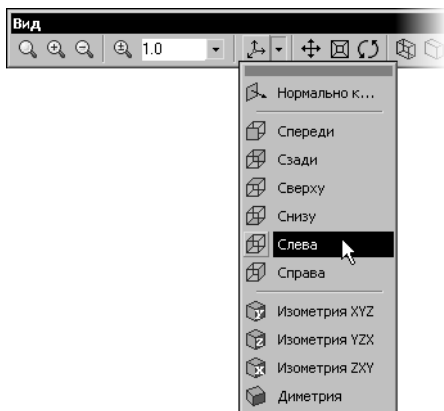 Вид
1.0
Нормально к...
Спереди
Сзади
Сверху
Снизу
Слева
Справа
Изометрия XYZ
Изометрия YZX
Изометрия ZXY
Диметрия